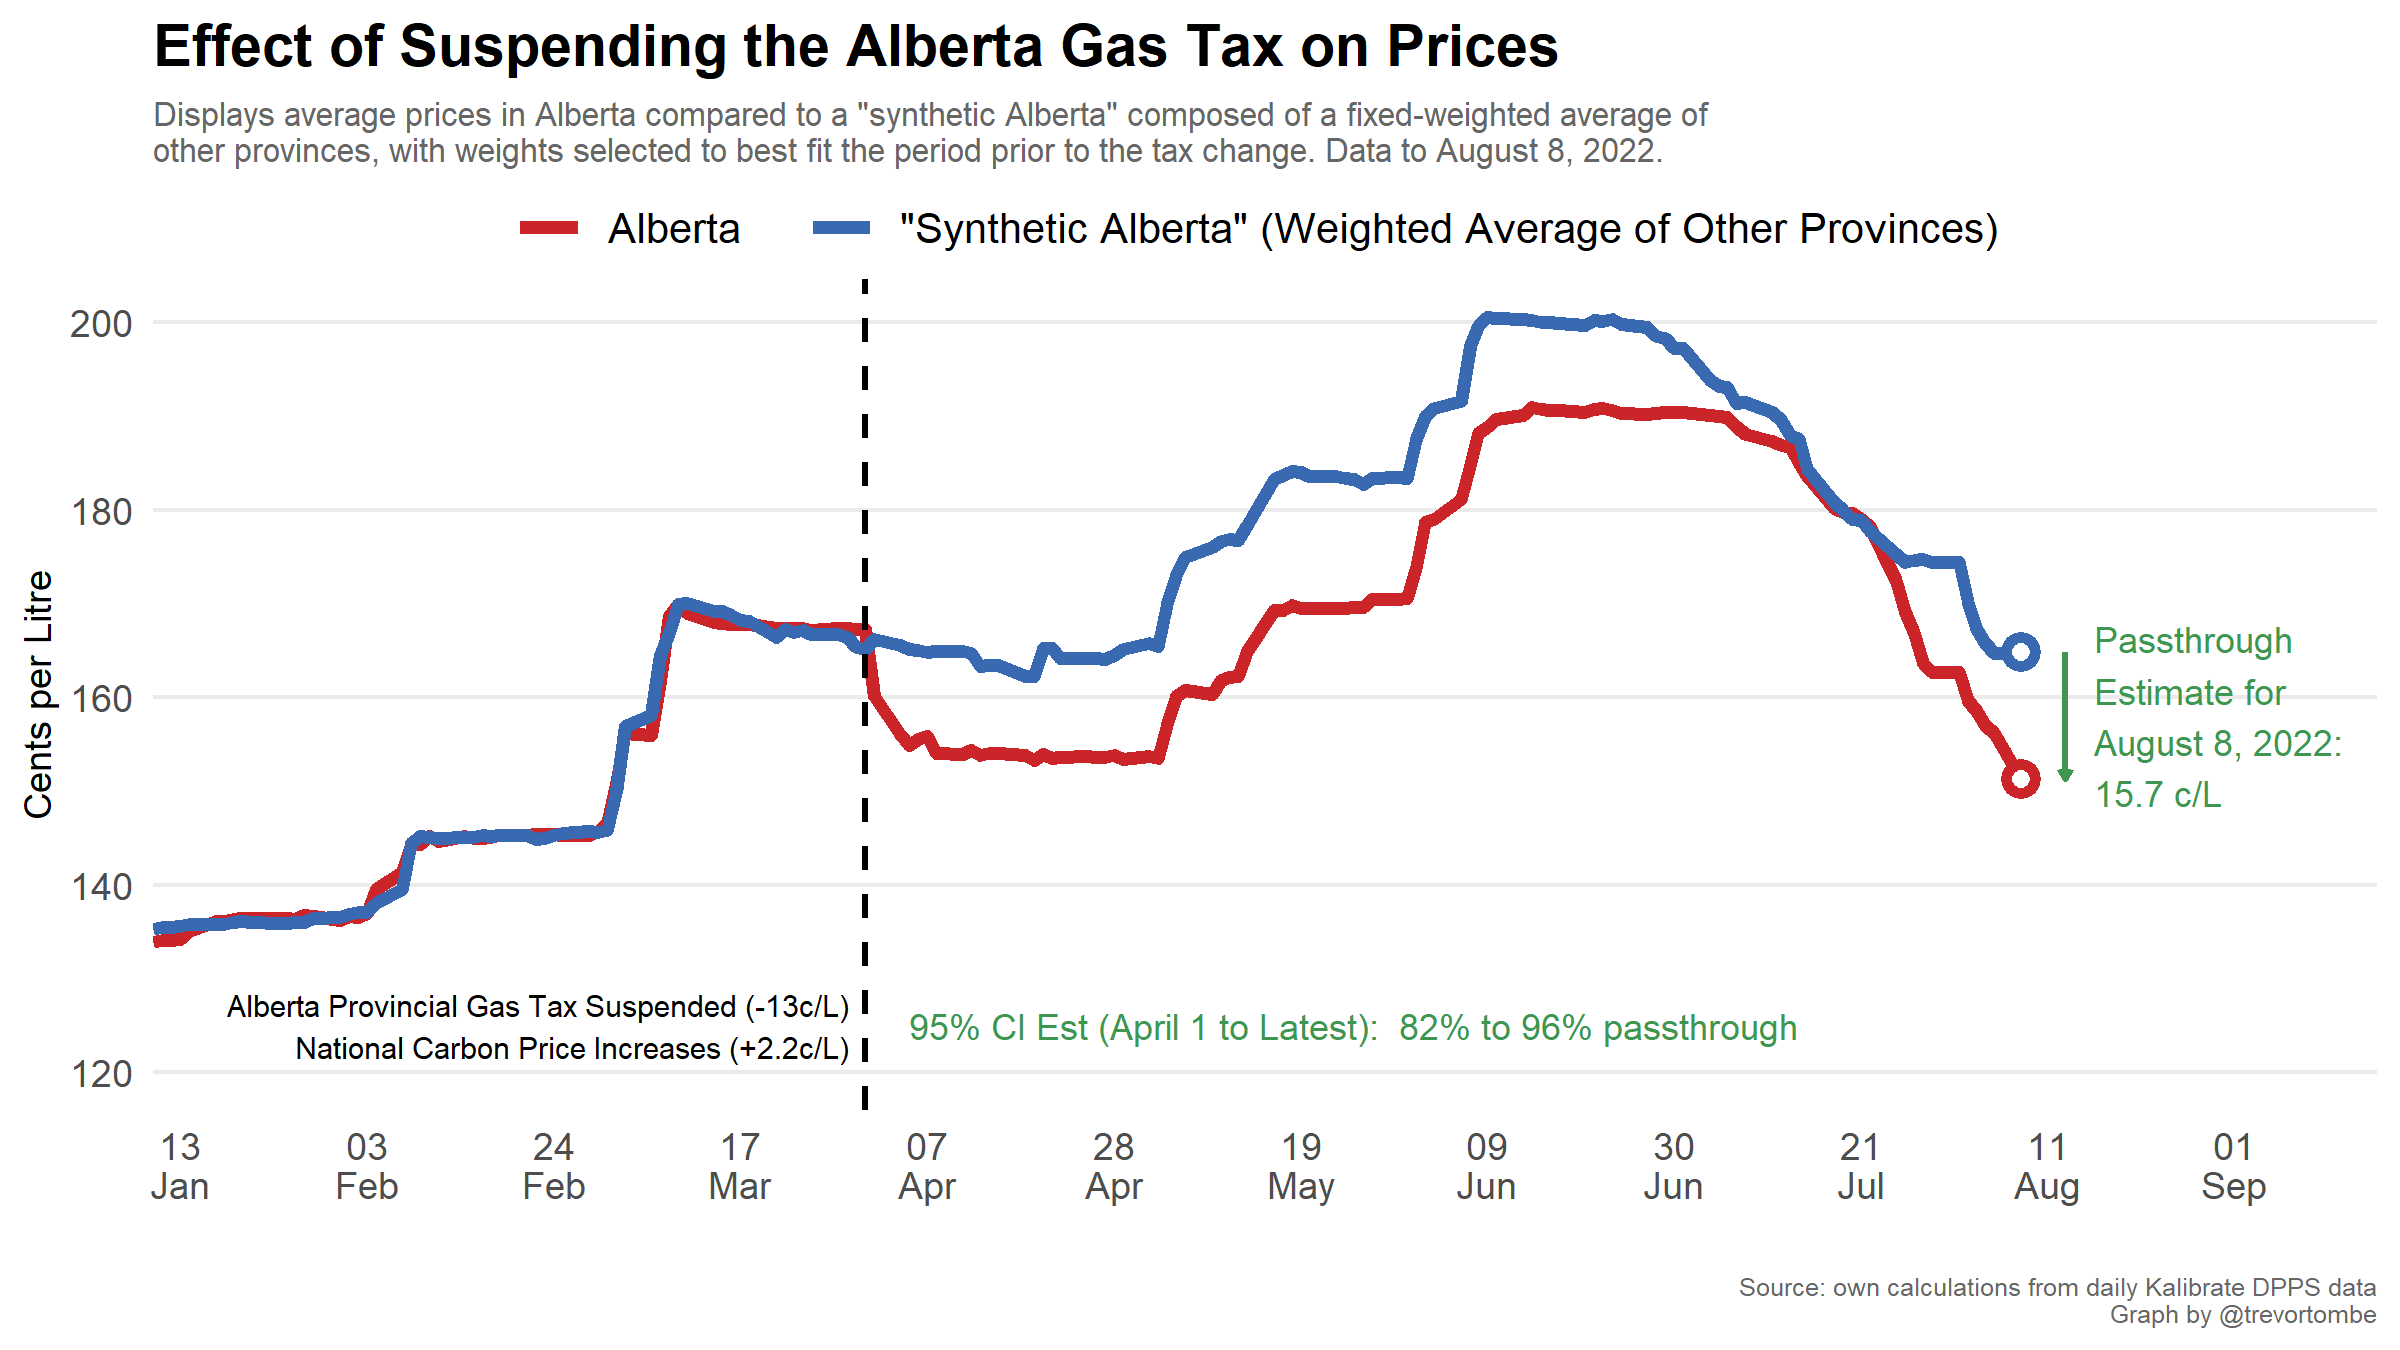 Effect of Suspending the Alberta Gas Tax on Prices
Displays average prices in Alberta compared to a "synthetic Alberta" composed of a fixed-weighted average of
other provinces, with weights selected to best fit the period prior to the tax change. Data to August 8, 2022.
Alberta
"Synthetic Alberta" (Weighted Average of Other Provinces)
Cents per Litre
200
180
160
140
120
Passthrough
Estimate for
August 8, 2022:
15.7 c/L
Alberta Provincial Gas Tax Suspended (-13c/L)
National Carbon Price Increases (+2.2c/L)
95% CI Est (April 1 to Latest):  82% to 96% passthrough
13 03 24 17 07 28 19 09 30 21 11 01
Jan Feb Feb Mar Apr Apr May Jun Jun Jul Aug Sep
Source: own calculations from daily Kalibrate DPPS data
Graph by @trevortombe